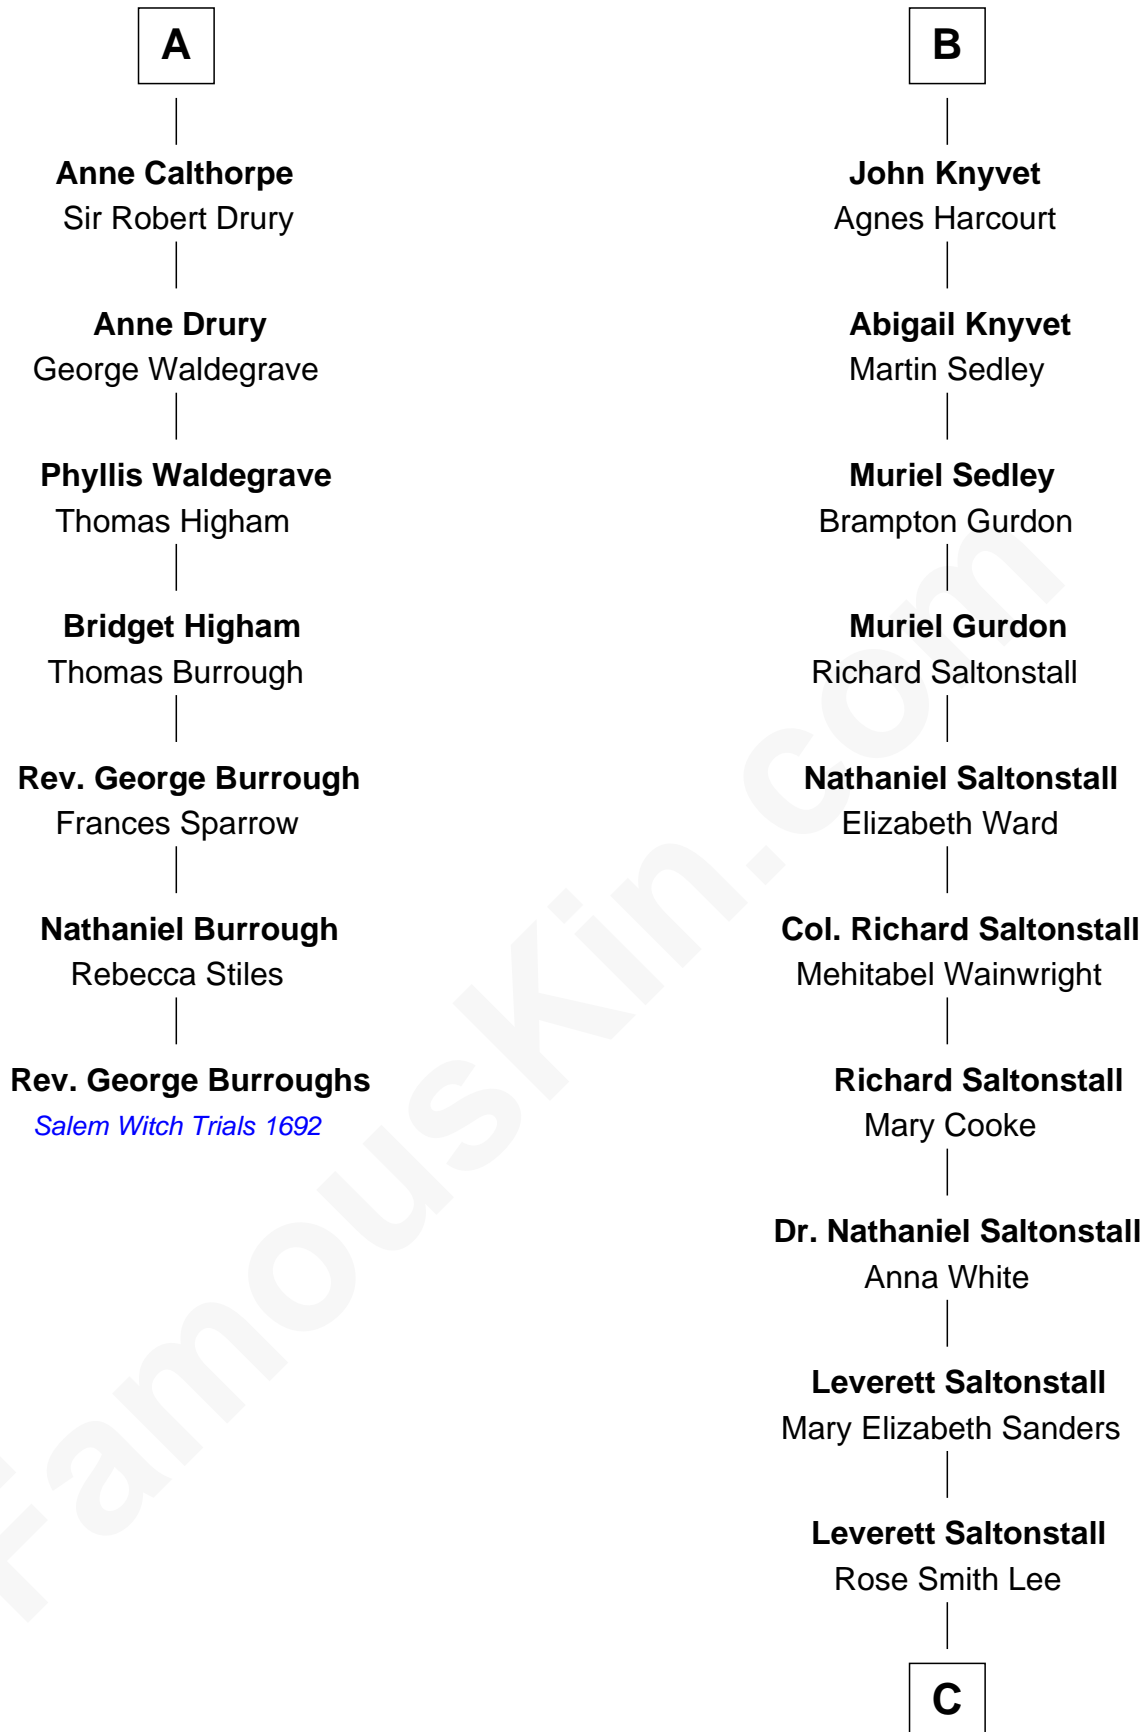 A
Anne Calthorpe
Sir Robert Drury
Anne Drury
George Waldegrave
Phyllis Waldegrave
Thomas Higham
Bridget Higham
Thomas Burrough
Rev. George Burrough
Frances Sparrow
Nathaniel Burrough
Rebecca Stiles
Rev. George Burroughs
Salem Witch Trials 1692
B
John Knyvet
Agnes Harcourt
Abigail Knyvet
Martin Sedley
Muriel Sedley
Brampton Gurdon
Muriel Gurdon
Richard Saltonstall
Nathaniel Saltonstall
Elizabeth Ward
Col. Richard Saltonstall
Mehitabel Wainwright
Richard Saltonstall
Mary Cooke
Dr. Nathaniel Saltonstall
Anna White
Leverett Saltonstall
Mary Elizabeth Sanders
Leverett Saltonstall
Rose Smith Lee
C
FamousKin.com